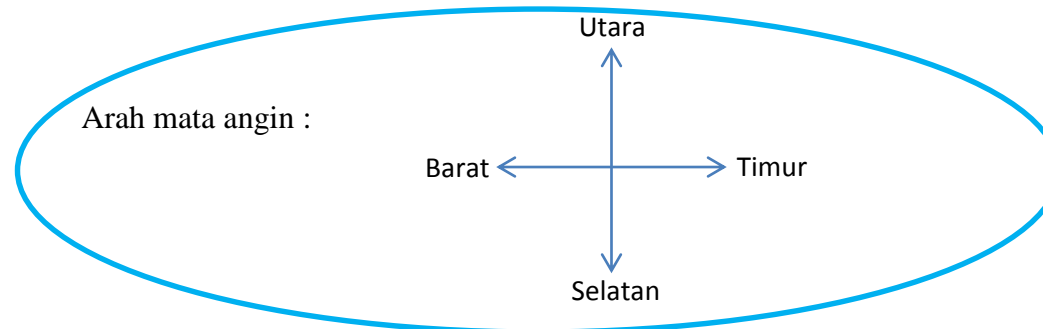 Utara
Arah mata angin :
Barat
Timur
Selatan